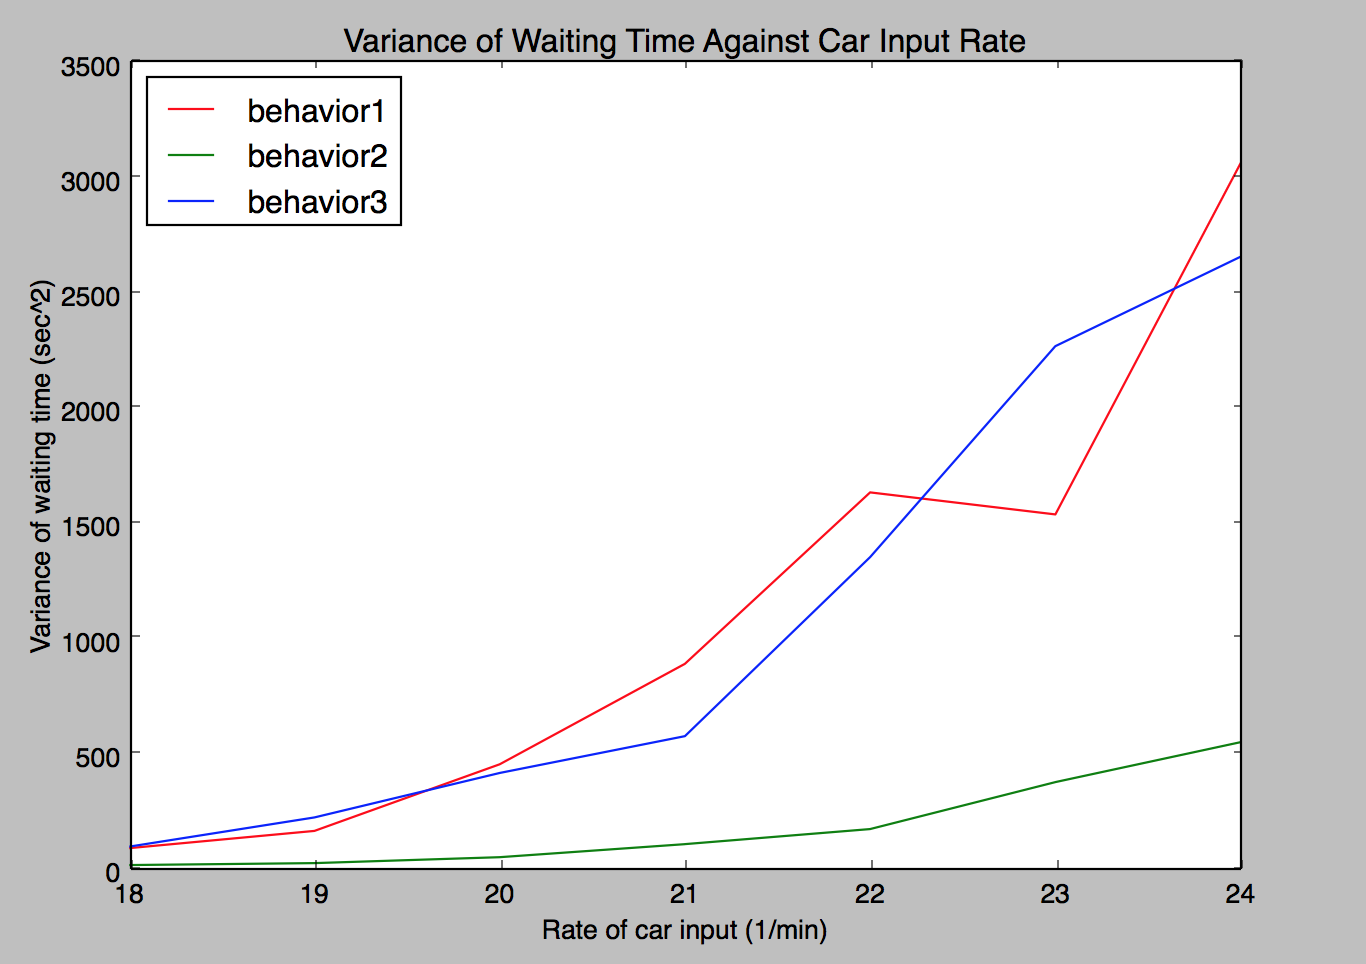 Variance of Waiting Time Against Car Input Rate
behavior1
behavior2
behavior3
3500
3000
2500
2000
1500
1000
500
0
Variance of waiting time (sec^2)
18 19 20 21 22 23 24
Rate of car input (1/min)